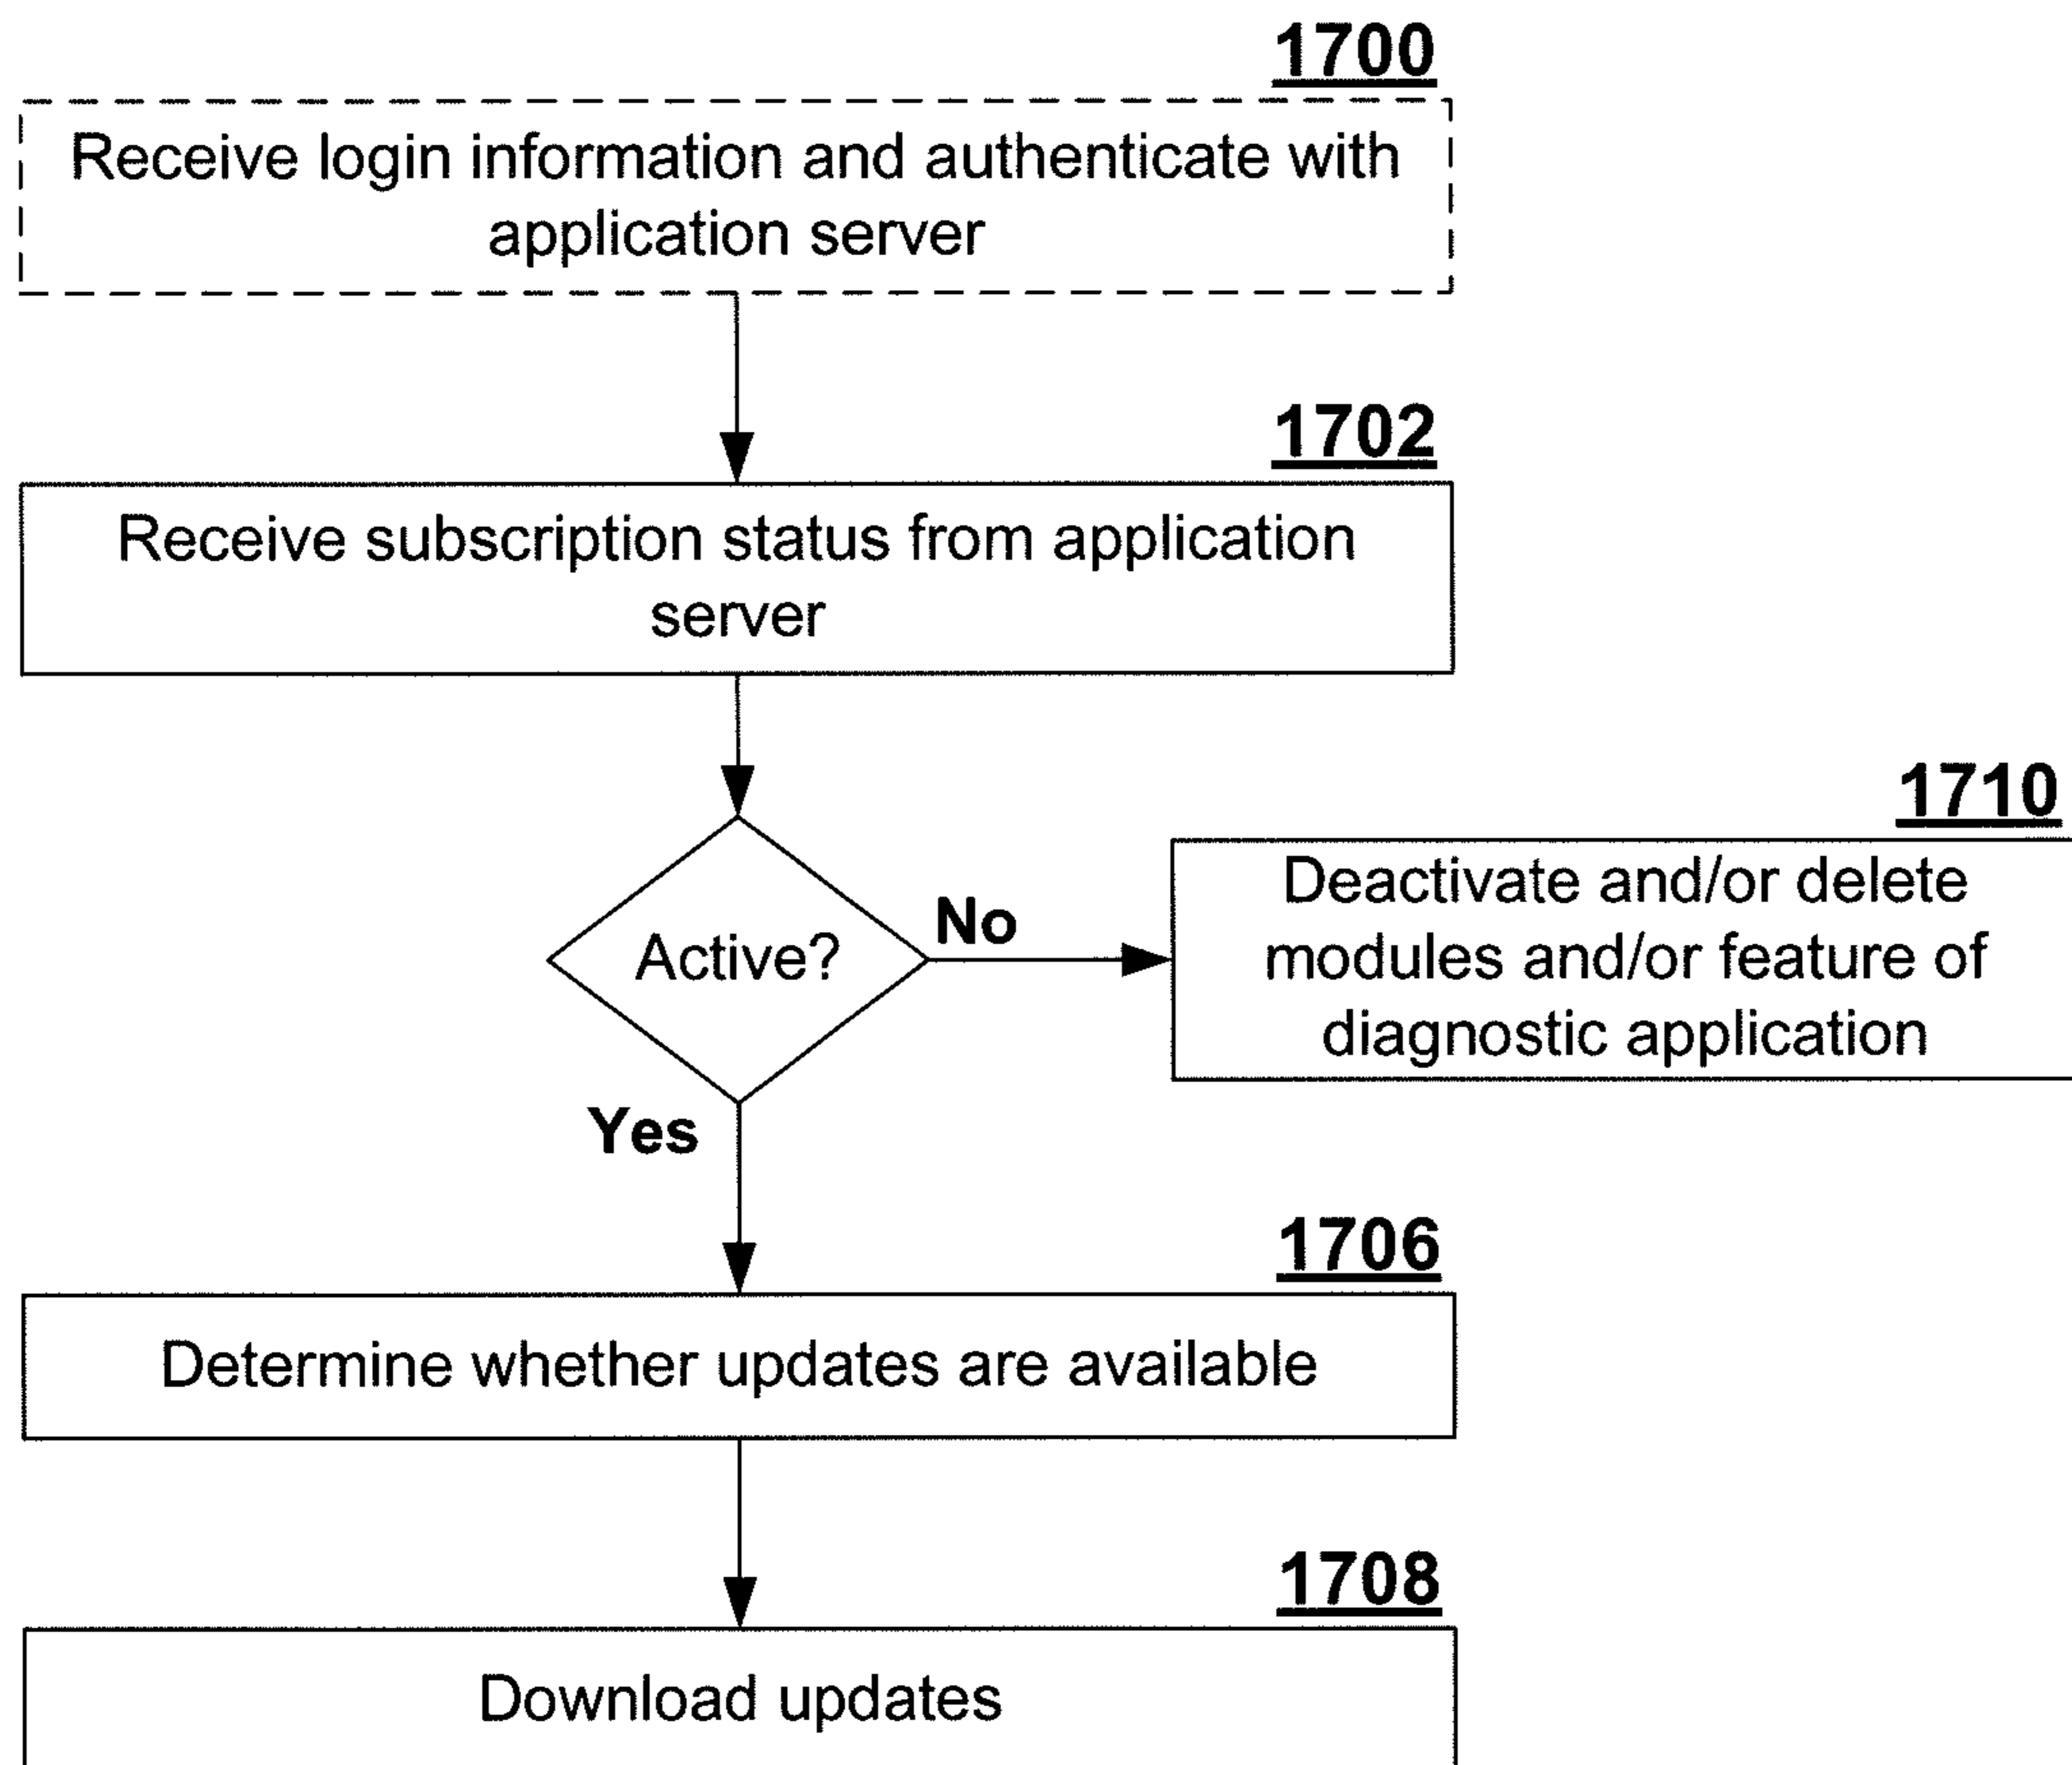 1700
Receive login information and authenticate with
application server
1702
Receive subscription status from application
server
1710
Deactivate and/or delete
modules and/or feature of
diagnostic application
Active?
No
Yes
1706
Determine whether updates are available
1708
Download updates